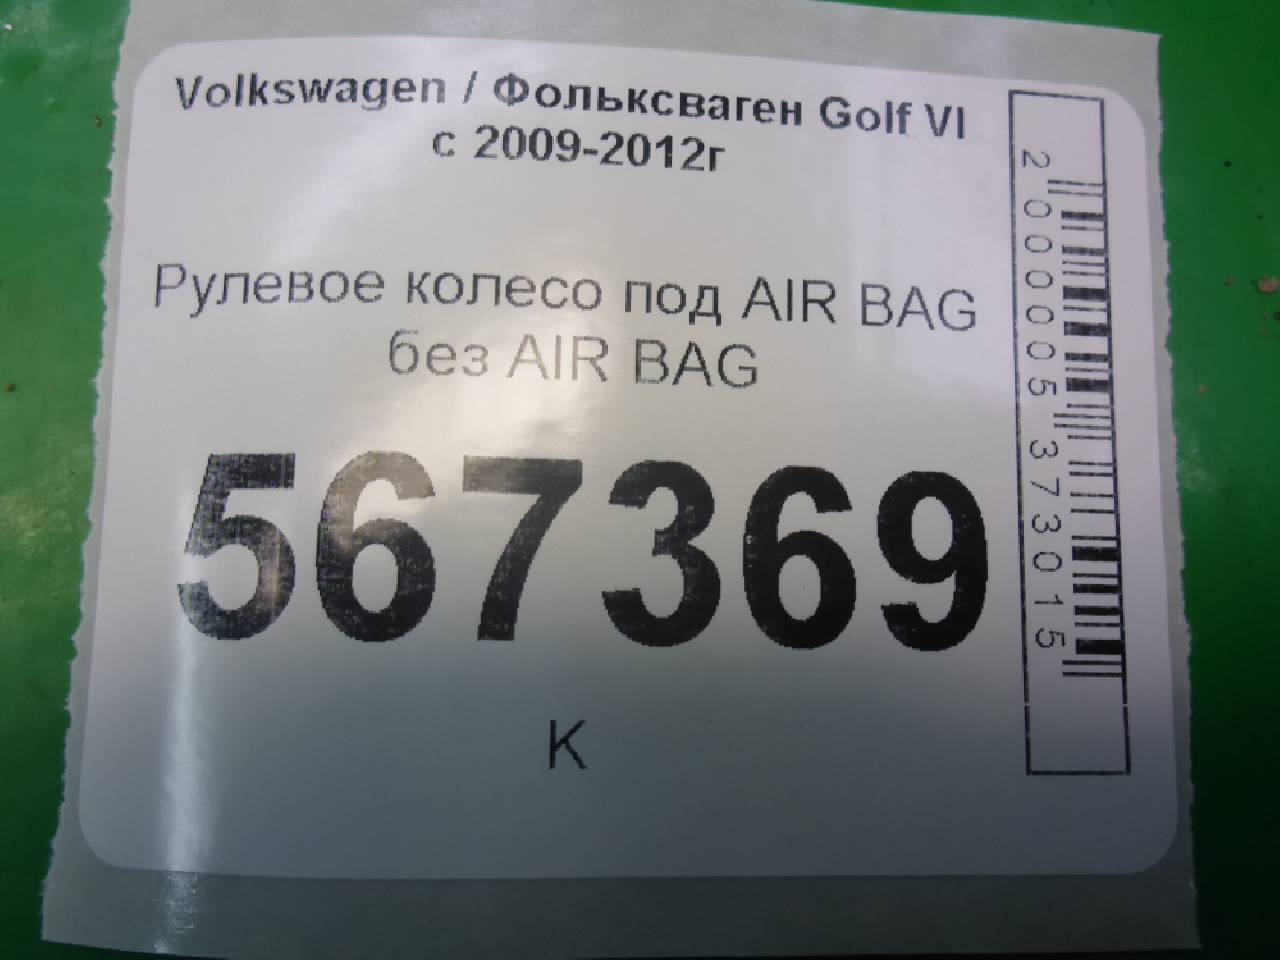 Volkswagen / Фольксваген Golf VI
с 2009-2012г
Рулевое колесо под AIR BAG
без AIR BAG
567369
К
2000005373015